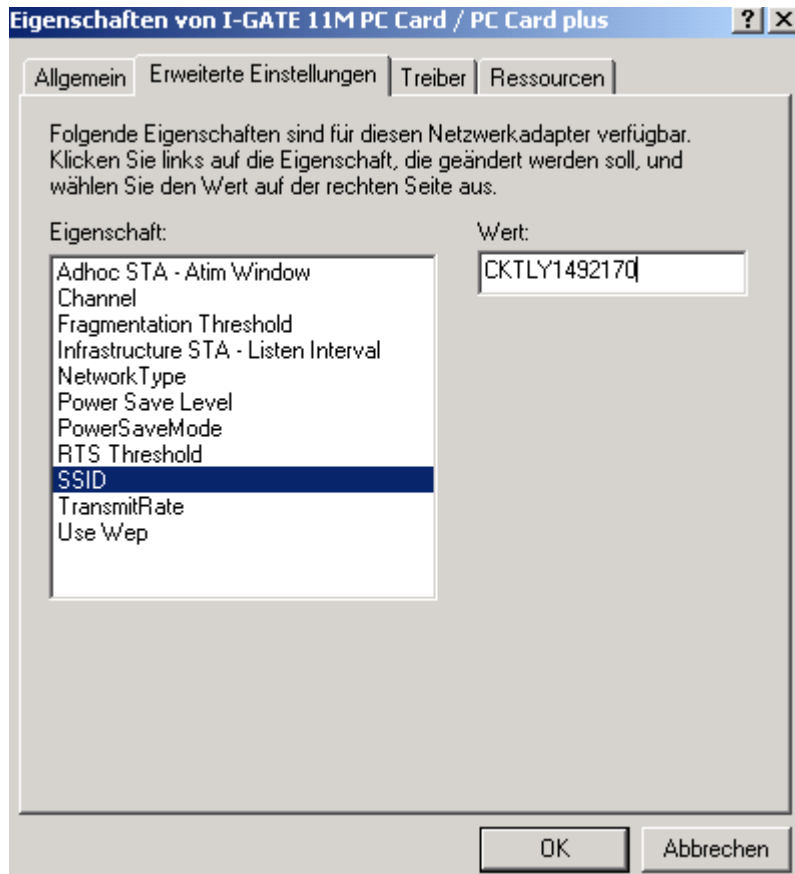 Eigenschaften von I-GATE 11M PC Card / PC Card plus
Allgemein Erweiterte Einstellungen Treiber Ressourcen
Folgende Eigenschaften sind für diesen Netzwerkadapter verfügbar.
Klicken Sie links auf die Eigenschaft, die geändert werden soll, und
wählen Sie den Wert auf der rechten Seite aus.
Eigenschaft:
Wert:
Adhoc STA - Atim Window
Channel
Fragmentation Threshold
Infrastructure STA - Listen Interval
NetworkType
Power Save Level
PowerSaveMode
RTS Threshold
SSID
TransmitRate
Use Wep
CKTLY1492170
OK Abbrechen